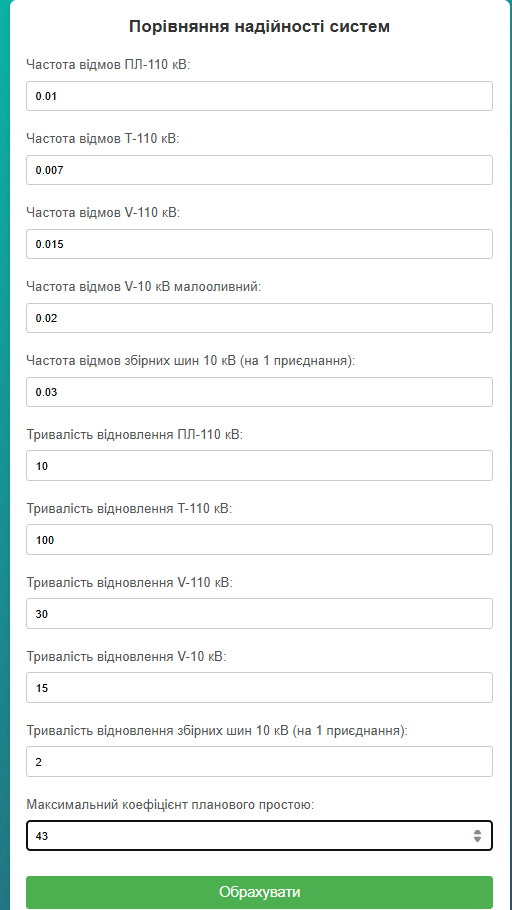 Порівняння надійності систем
Частота відмов ПЛ-110 кВ:
0.01
Частота відмов Т-110 кВ:
0.007
Частота відмов V-110 кВ:
0.015
Частота відмов V-10 кВ малооливний:
0.02
Частота відмов збірних шин 10 кВ (на 1 приєднання):
0.03
Тривалість відновлення ПЛ-110 кВ:
10
Тривалість відновлення Т-110 кВ:
100
Тривалість відновлення V-110 кВ:
30
Тривалість відновлення V-10 кВ:
15
Тривалість відновлення збірних шин 10 кВ (на 1 приєднання):
2
Максимальний коефіцієнт планового простою:
43
Обрахувати